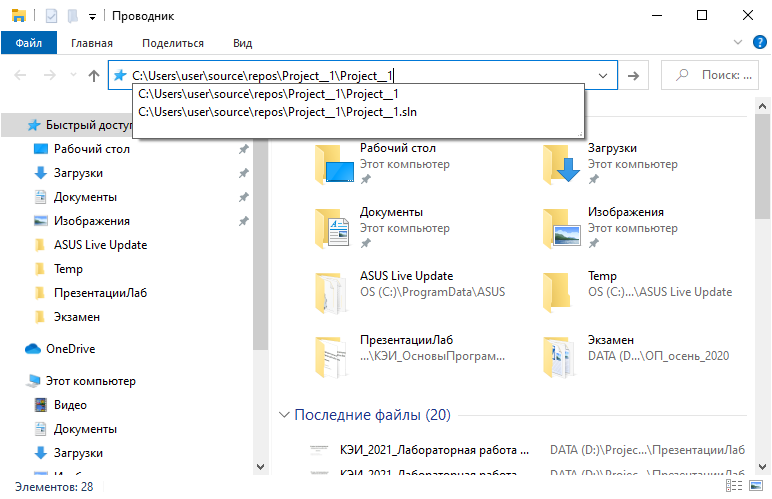 Проводник
Файл Главная Поделиться Вид
C:\Users\user\source\repos\Project__1\Project__1
Поиск: ...
C:\Users\user\source\repos\Project__1\Project__1
C:\Users\user\source\repos\Project__1\Project__1.sln
Быстрый доступ
Рабочий стол
Загрузки
Документы
Изображения
ASUS Live Update
Temp
ПрезентацииЛаб
Экзамен
OneDrive
Этот компьютер
Видео
Документы
Загрузки
Рабочий стол
Этот компьютер
Загрузки
Этот компьютер
Документы
Этот компьютер
Изображения
Этот компьютер
ASUS Live Update
OS (C:)\ProgramData\ASUS
Temp
OS (C:)...\ASUS Live Update
ПрезентацииЛаб
...\КЭИ_ОсновыПрограм...
Экзамен
DATA (D...\ОП_осень_2020
Последние файлы (20)
КЭИ_2021_Лабораторная работа ... DATA (D:)\Projec...\ПрезентацииЛаб
КЭИ_2021_Лабораторная работа ... DATA (D:)\Projec...\ПрезентацииЛаб
Элементов: 28